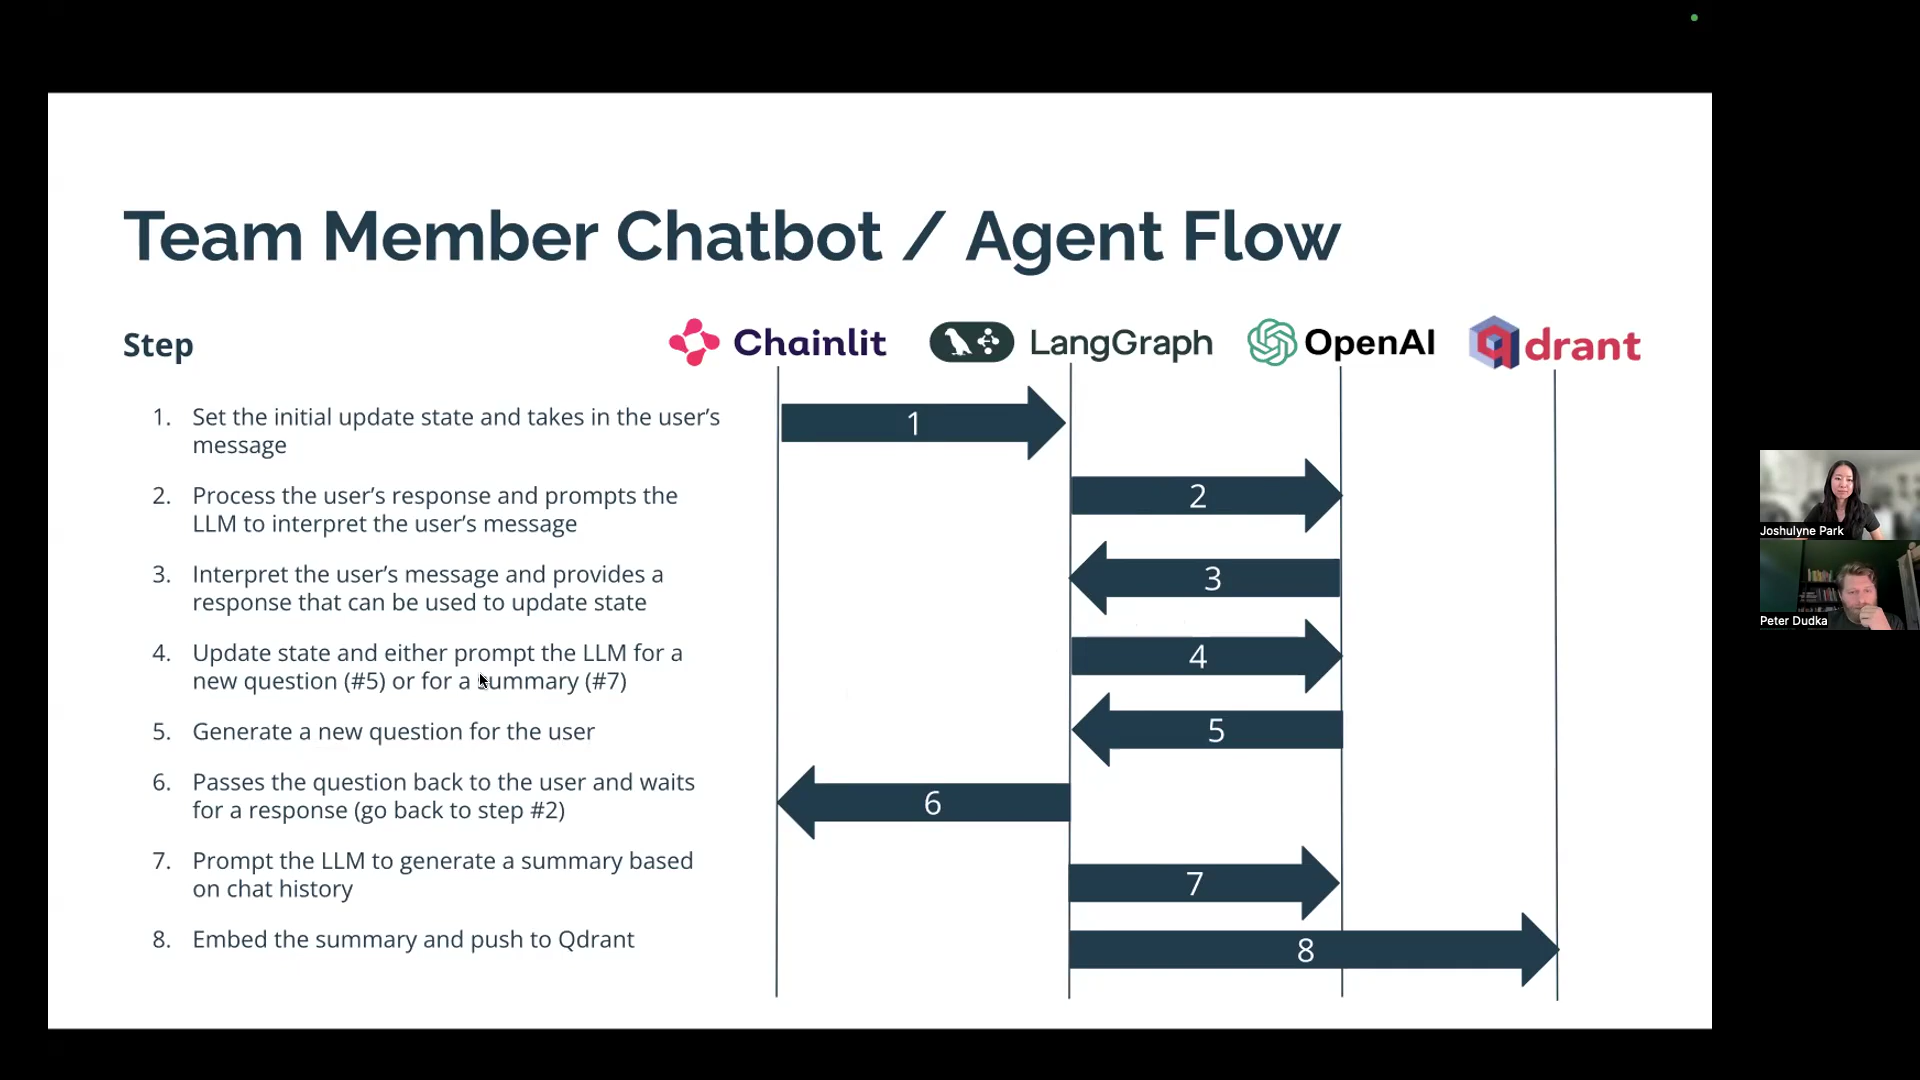 Team Member Chatbot / Agent Flow
Step
Chainlit
LangGraph
OpenAI
qdrant
1. Set the initial update state and takes in the user’s
message
2. Process the user’s response and prompts the
LLM to interpret the user’s message
3. Interpret the user’s message and provides a
response that can be used to update state
4. Update state and either prompt the LLM for a
new question (#5) or for a summary (#7)
5. Generate a new question for the user
6. Passes the question back to the user and waits
for a response (go back to step #2)
7. Prompt the LLM to generate a summary based
on chat history
8. Embed the summary and push to Qdrant
1
2
3
4
5
6
7
8
Joshulyne Park
Peter Dudka